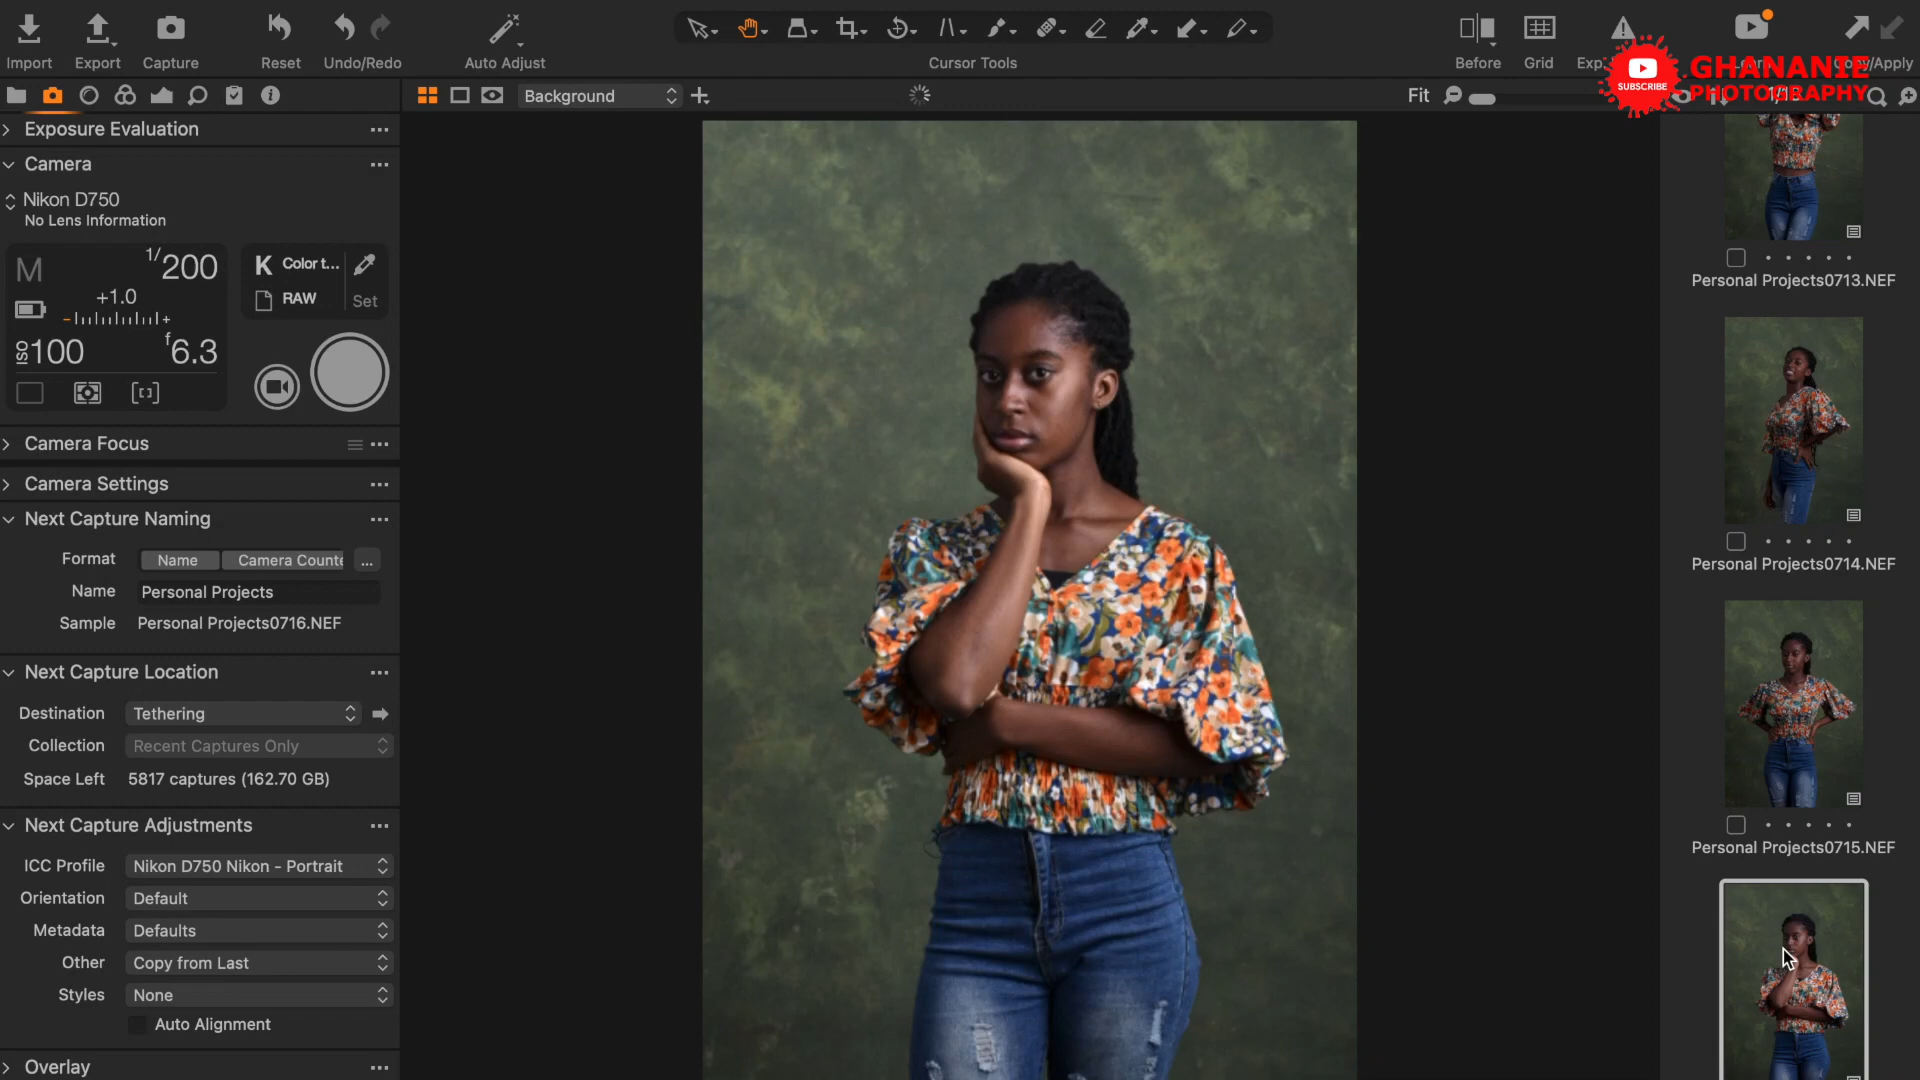 Import
Export
Capture
Reset
Undo/Redo
Auto Adjust
Cursor Tools
Before
Grid
Exp
Copy/Apply
SUBSCRIBE
GHANANIE
PHOTOGRAPHY
Background
Fit
Exposure Evaluation
Camera
Nikon D750
No Lens Information
M
1/200
+1.0
ISO 100
f6.3
K Color t...
RAW
Set
Camera Focus
Camera Settings
Next Capture Naming
Format Name Camera Counte ...
Name Personal Projects
Sample Personal Projects0716.NEF
Next Capture Location
Destination Tethering
Collection Recent Captures Only
Space Left 5817 captures (162.70 GB)
Next Capture Adjustments
ICC Profile Nikon D750 Nikon - Portrait
Orientation Default
Metadata Defaults
Other Copy from Last
Styles None
Auto Alignment
Overlay
Personal Projects0713.NEF
Personal Projects0714.NEF
Personal Projects0715.NEF